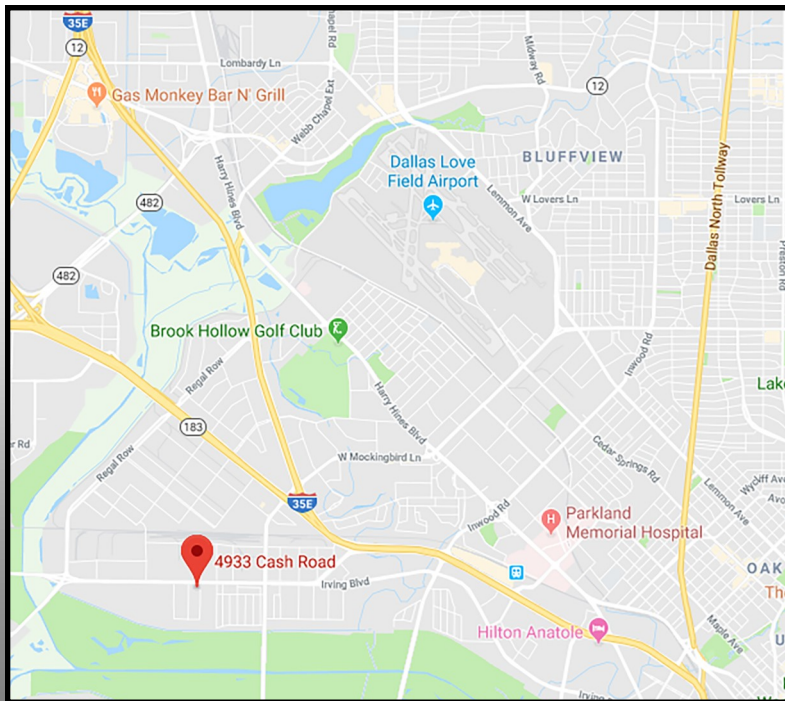 35E
12
Lombardy Ln
Midway Rd
Gas Monkey Bar N' Grill
Webb Chapel Ext
12
Dallas Love
Field Airport
BLUFFVIEW
Harry Hines Blvd
Lemmon Ave
W Lovers Ln
Lovers Ln
482
Dallas North Tollway
Preston Rd
482
Brook Hollow Golf Club
Inwood Rd
Regal Row
Lake
Harry Hines Blvd
183
W Mockingbird Ln
Cedar Springs Rd
Regal Row
Wycliff Ave
Lemmon Ave
35E
Inwood Rd
H
Parkland
Memorial Hospital
4933 Cash Road
Irving Blvd
OAK
Maple Ave
Hilton Anatole